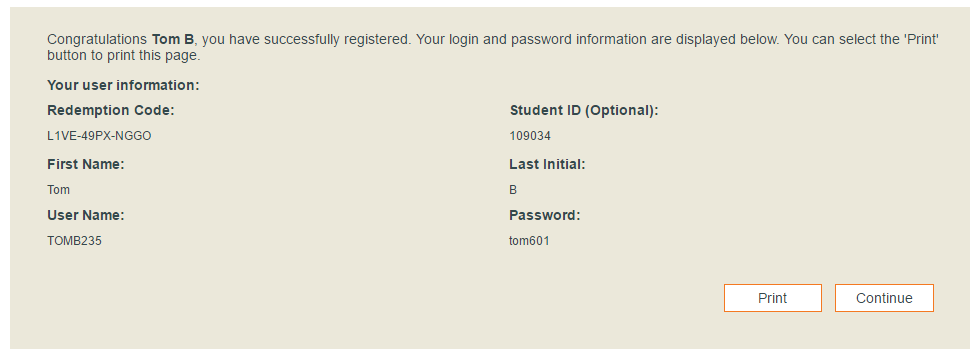 Congratulations Tom B, you have successfully registered. Your login and password information are displayed below. You can select the 'Print'
button to print this page.
Your user information:
Redemption Code: Student ID (Optional):
L1VE-49PX-NGGO 109034
First Name: Last Initial:
Tom B
User Name: Password:
TOMB235 tom601
Print Continue